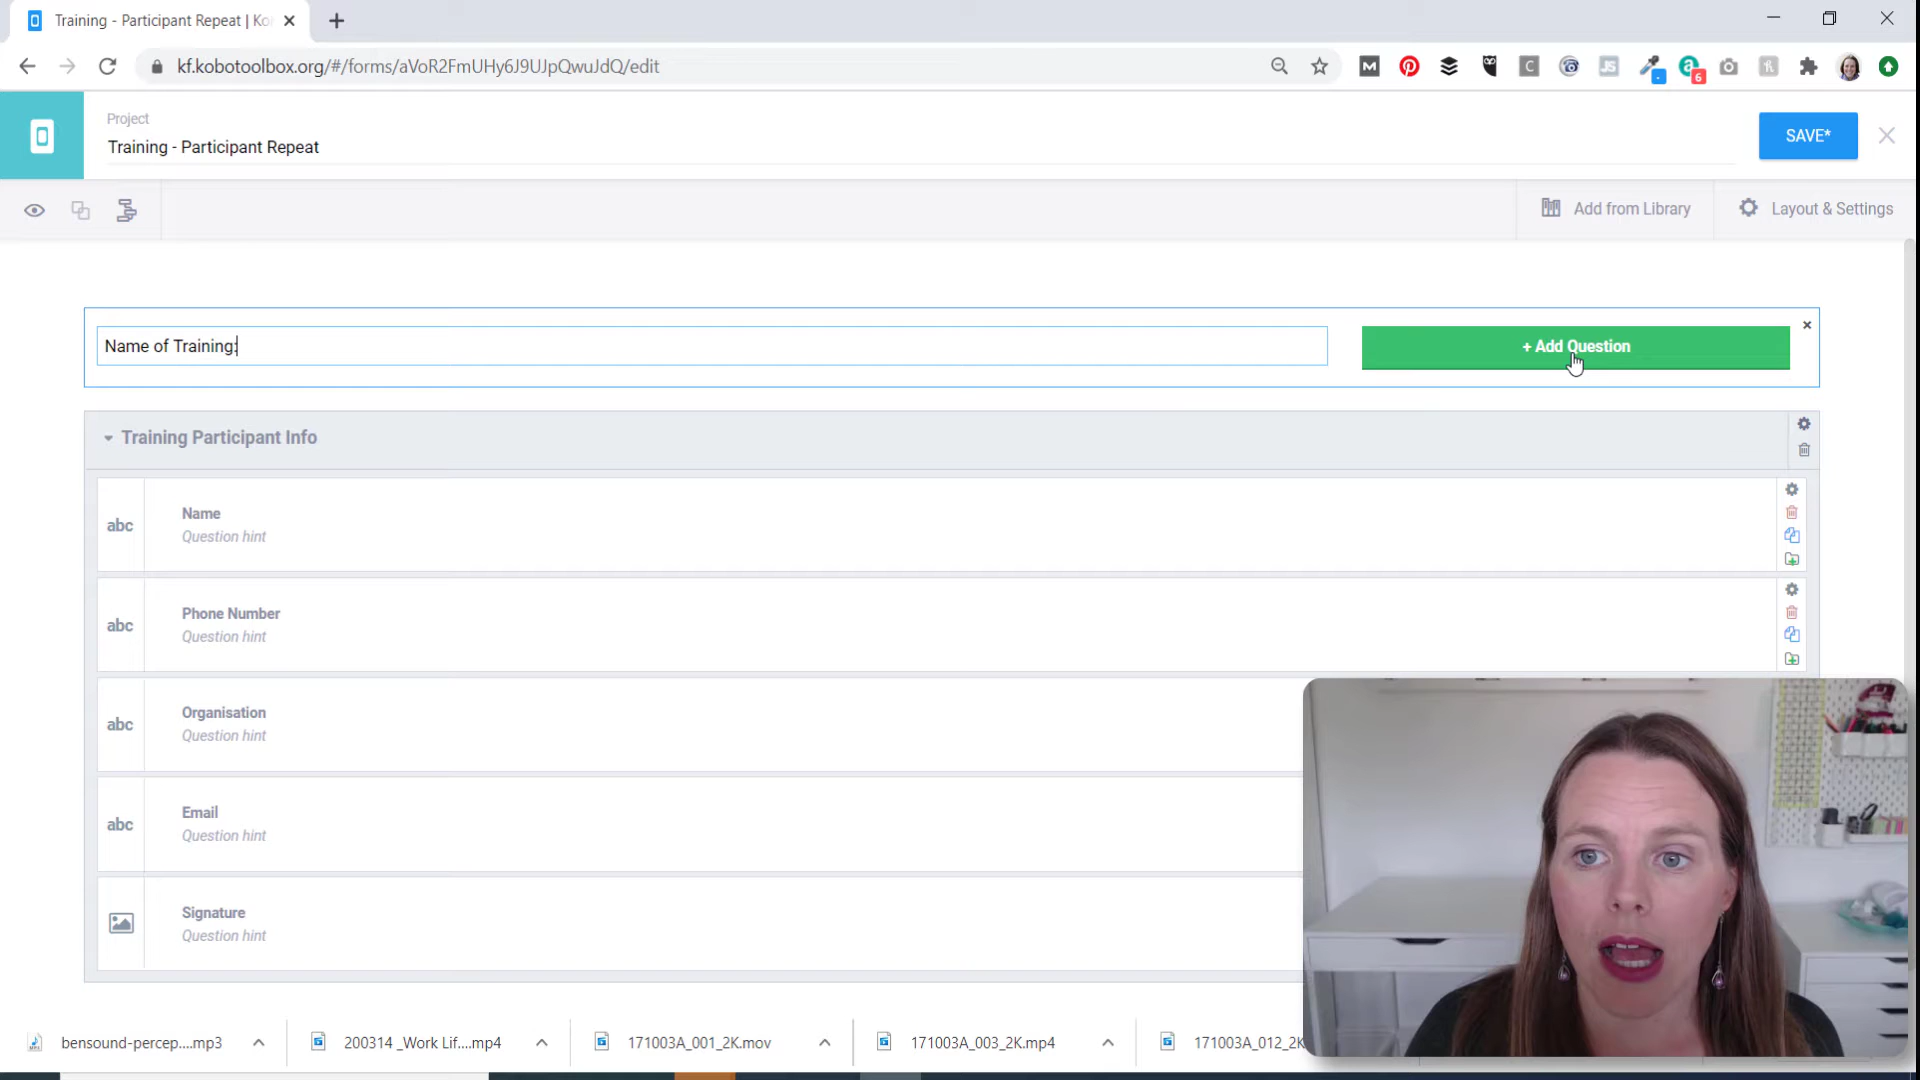 Training - Participant Repeat | Ko
kf.kobotoolbox.org/#/forms/aVoR2FmUHy6J9UJpQwuJdQ/edit
6
Project
Training - Participant Repeat
SAVE*
Add from Library
Layout & Settings
Name of Training:
+ Add Question
Training Participant Info
abc
Name
Question hint
abc
Phone Number
Question hint
abc
Organisation
Question hint
abc
Email
Question hint
Signature
Question hint
bensound-percep....mp3
200314 _Work Lif....mp4
171003A_001_2K.mov
171003A_003_2K.mp4
171003A_012_2K